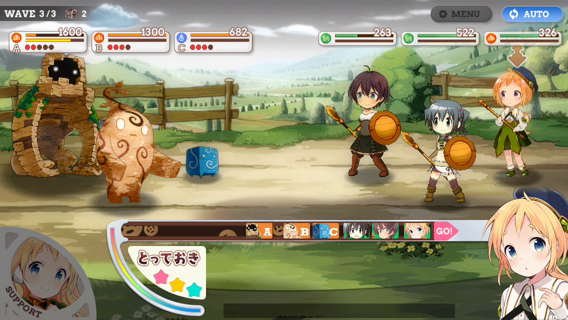 WAVE 3/3 2
MENU
AUTO
1600
A
1300
B
682
C
263
522
326
A B C GO!
とっておき
SUPPORT